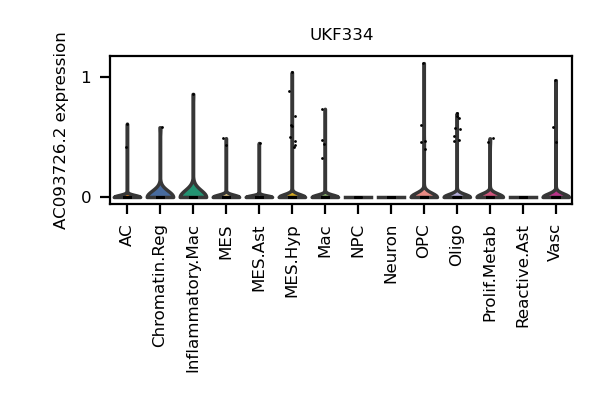 UKF334
AC093726.2 expression
1
0
AC
Chromatin.Reg
Inflammatory.Mac
MES
MES.Ast
MES.Hyp
Mac
NPC
Neuron
OPC
Oligo
Prolif.Metab
Reactive.Ast
Vasc